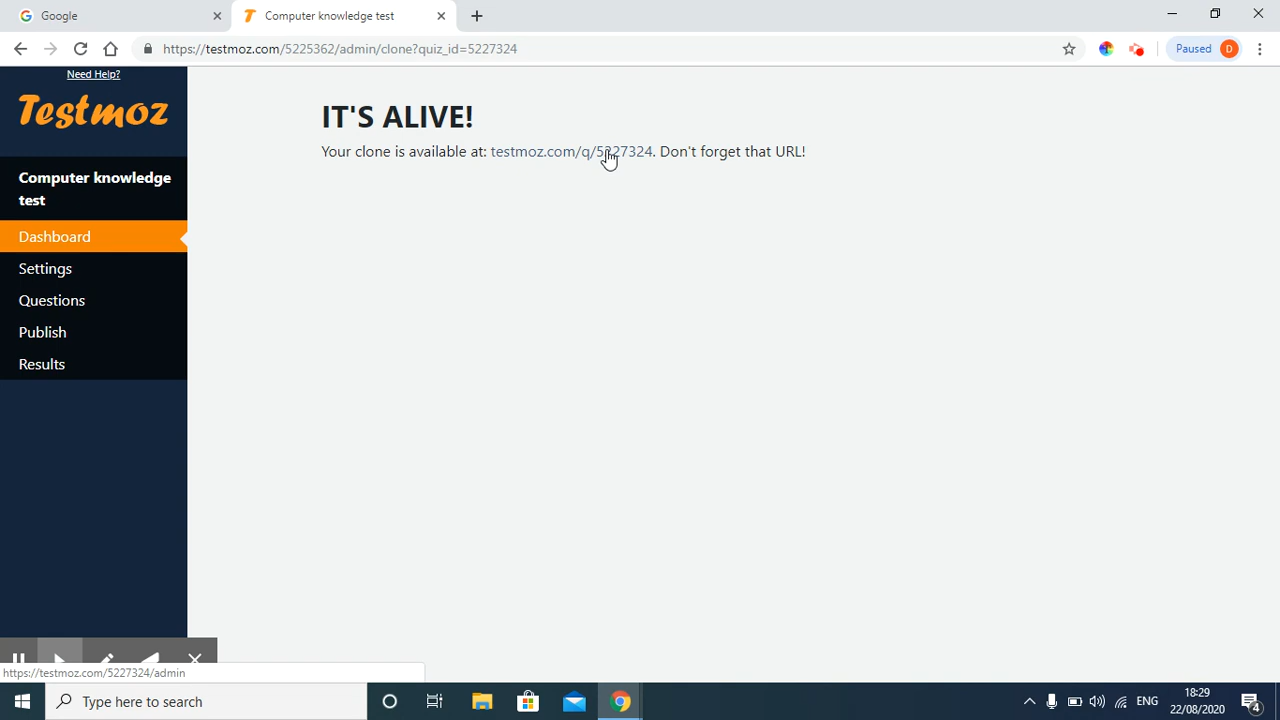 Google
Computer knowledge test
https://testmoz.com/5225362/admin/clone?quiz_id=5227324
Paused
D
Need Help?
Testmoz
Computer knowledge
test
Dashboard
Settings
Questions
Publish
Results
IT'S ALIVE!
Your clone is available at: testmoz.com/q/5227324. Don't forget that URL!
https://testmoz.com/5227324/admin
Type here to search
ENG
18:29
22/08/2020
4